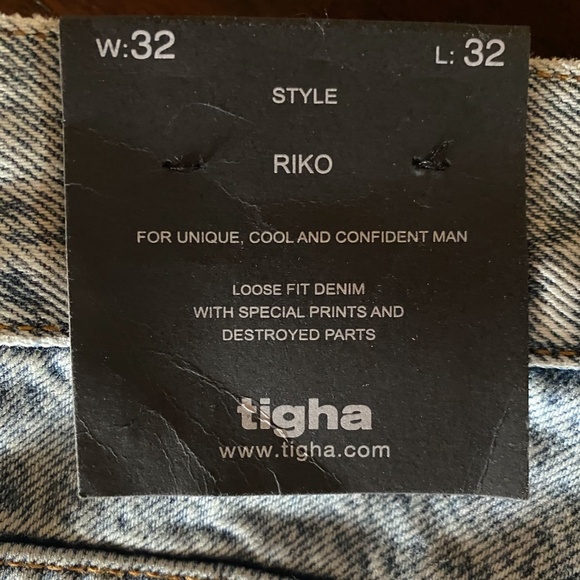 W:32 L: 32
STYLE
RIKO
FOR UNIQUE, COOL AND CONFIDENT MAN
LOOSE FIT DENIM
WITH SPECIAL PRINTS AND
DESTROYED PARTS
tigha
www.tigha.com